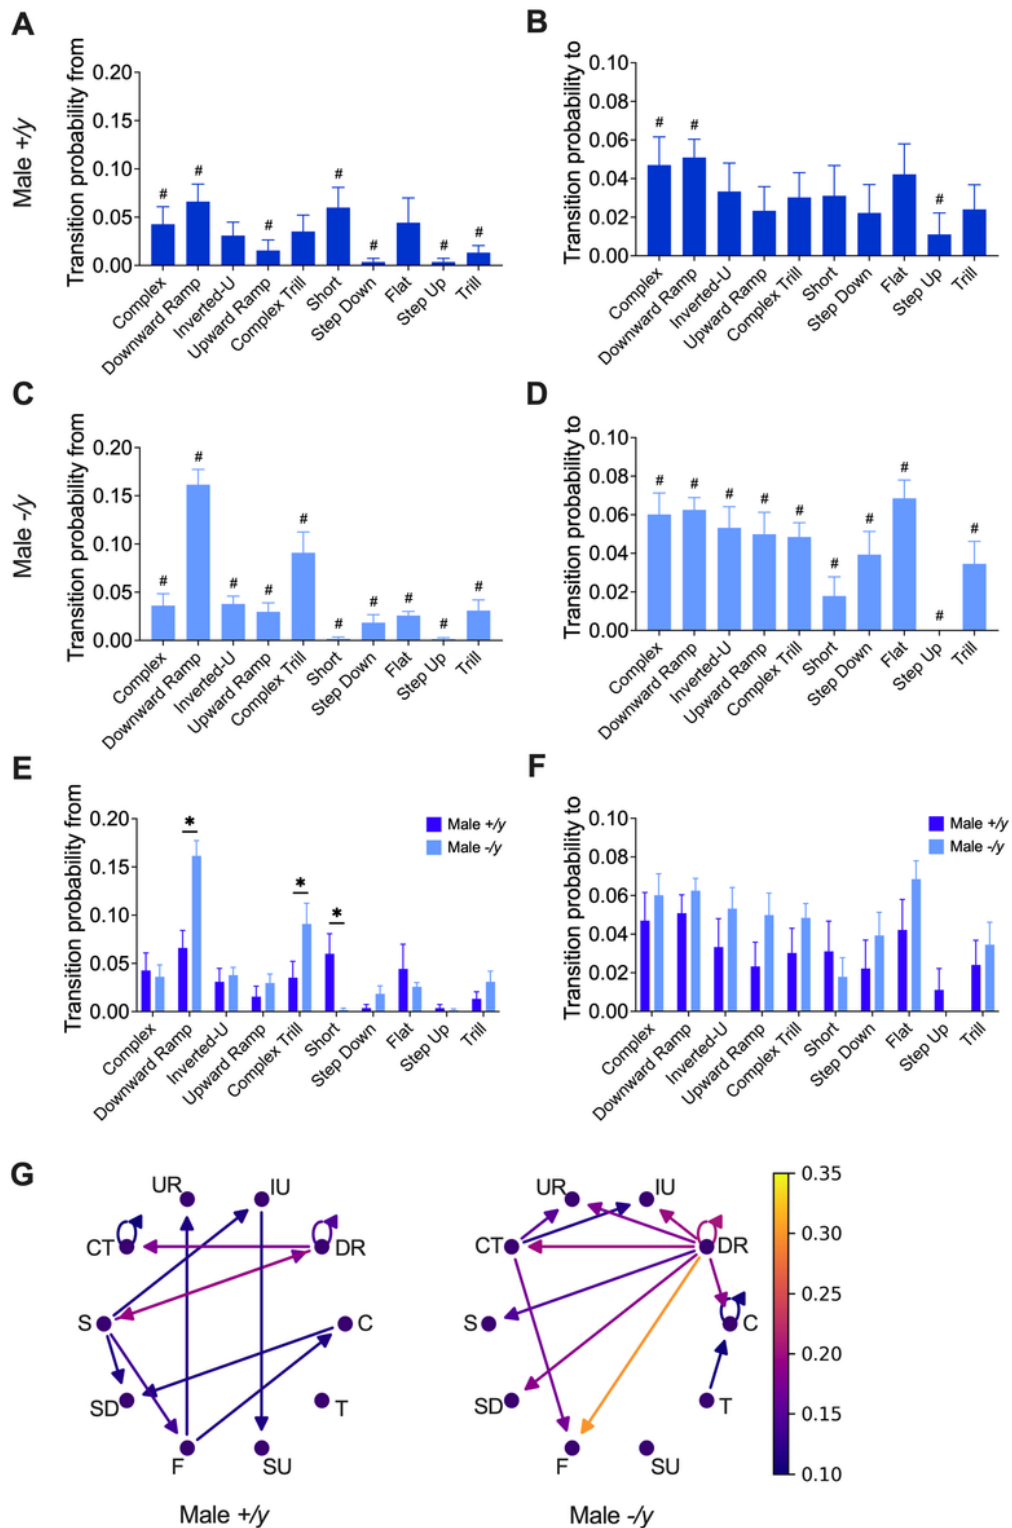 A
Transition probability from
0.20
0.15
0.10
0.05
0.00
Male +/y
# # # # # # #
Complex
Downward Ramp
Inverted-U
Upward Ramp
Complex Trill
Short
Step Down
Flat
Step Up
Trill
B
Transition probability to
0.10
0.08
0.06
0.04
0.02
0.00
# # #
Complex
Downward Ramp
Inverted-U
Upward Ramp
Complex Trill
Short
Step Down
Flat
Step Up
Trill
C
Transition probability from
0.20
0.15
0.10
0.05
0.00
Male -/y
# # # # # # # # # #
Complex
Downward Ramp
Inverted-U
Upward Ramp
Complex Trill
Short
Step Down
Flat
Step Up
Trill
D
Transition probability to
0.10
0.08
0.06
0.04
0.02
0.00
# # # # # # # # # #
Complex
Downward Ramp
Inverted-U
Upward Ramp
Complex Trill
Short
Step Down
Flat
Step Up
Trill
E
Transition probability from
0.20
0.15
0.10
0.05
0.00
* * *
Male +/y
Male -/y
Complex
Downward Ramp
Inverted-U
Upward Ramp
Complex Trill
Short
Step Down
Flat
Step Up
Trill
F
Transition probability to
0.10
0.08
0.06
0.04
0.02
0.00
Male +/y
Male -/y
Complex
Downward Ramp
Inverted-U
Upward Ramp
Complex Trill
Short
Step Down
Flat
Step Up
Trill
G
UR IU
CT DR
S C
SD T
F SU
Male +/y
UR IU
CT DR
S C
SD T
F SU
Male -/y
0.35
0.30
0.25
0.20
0.15
0.10